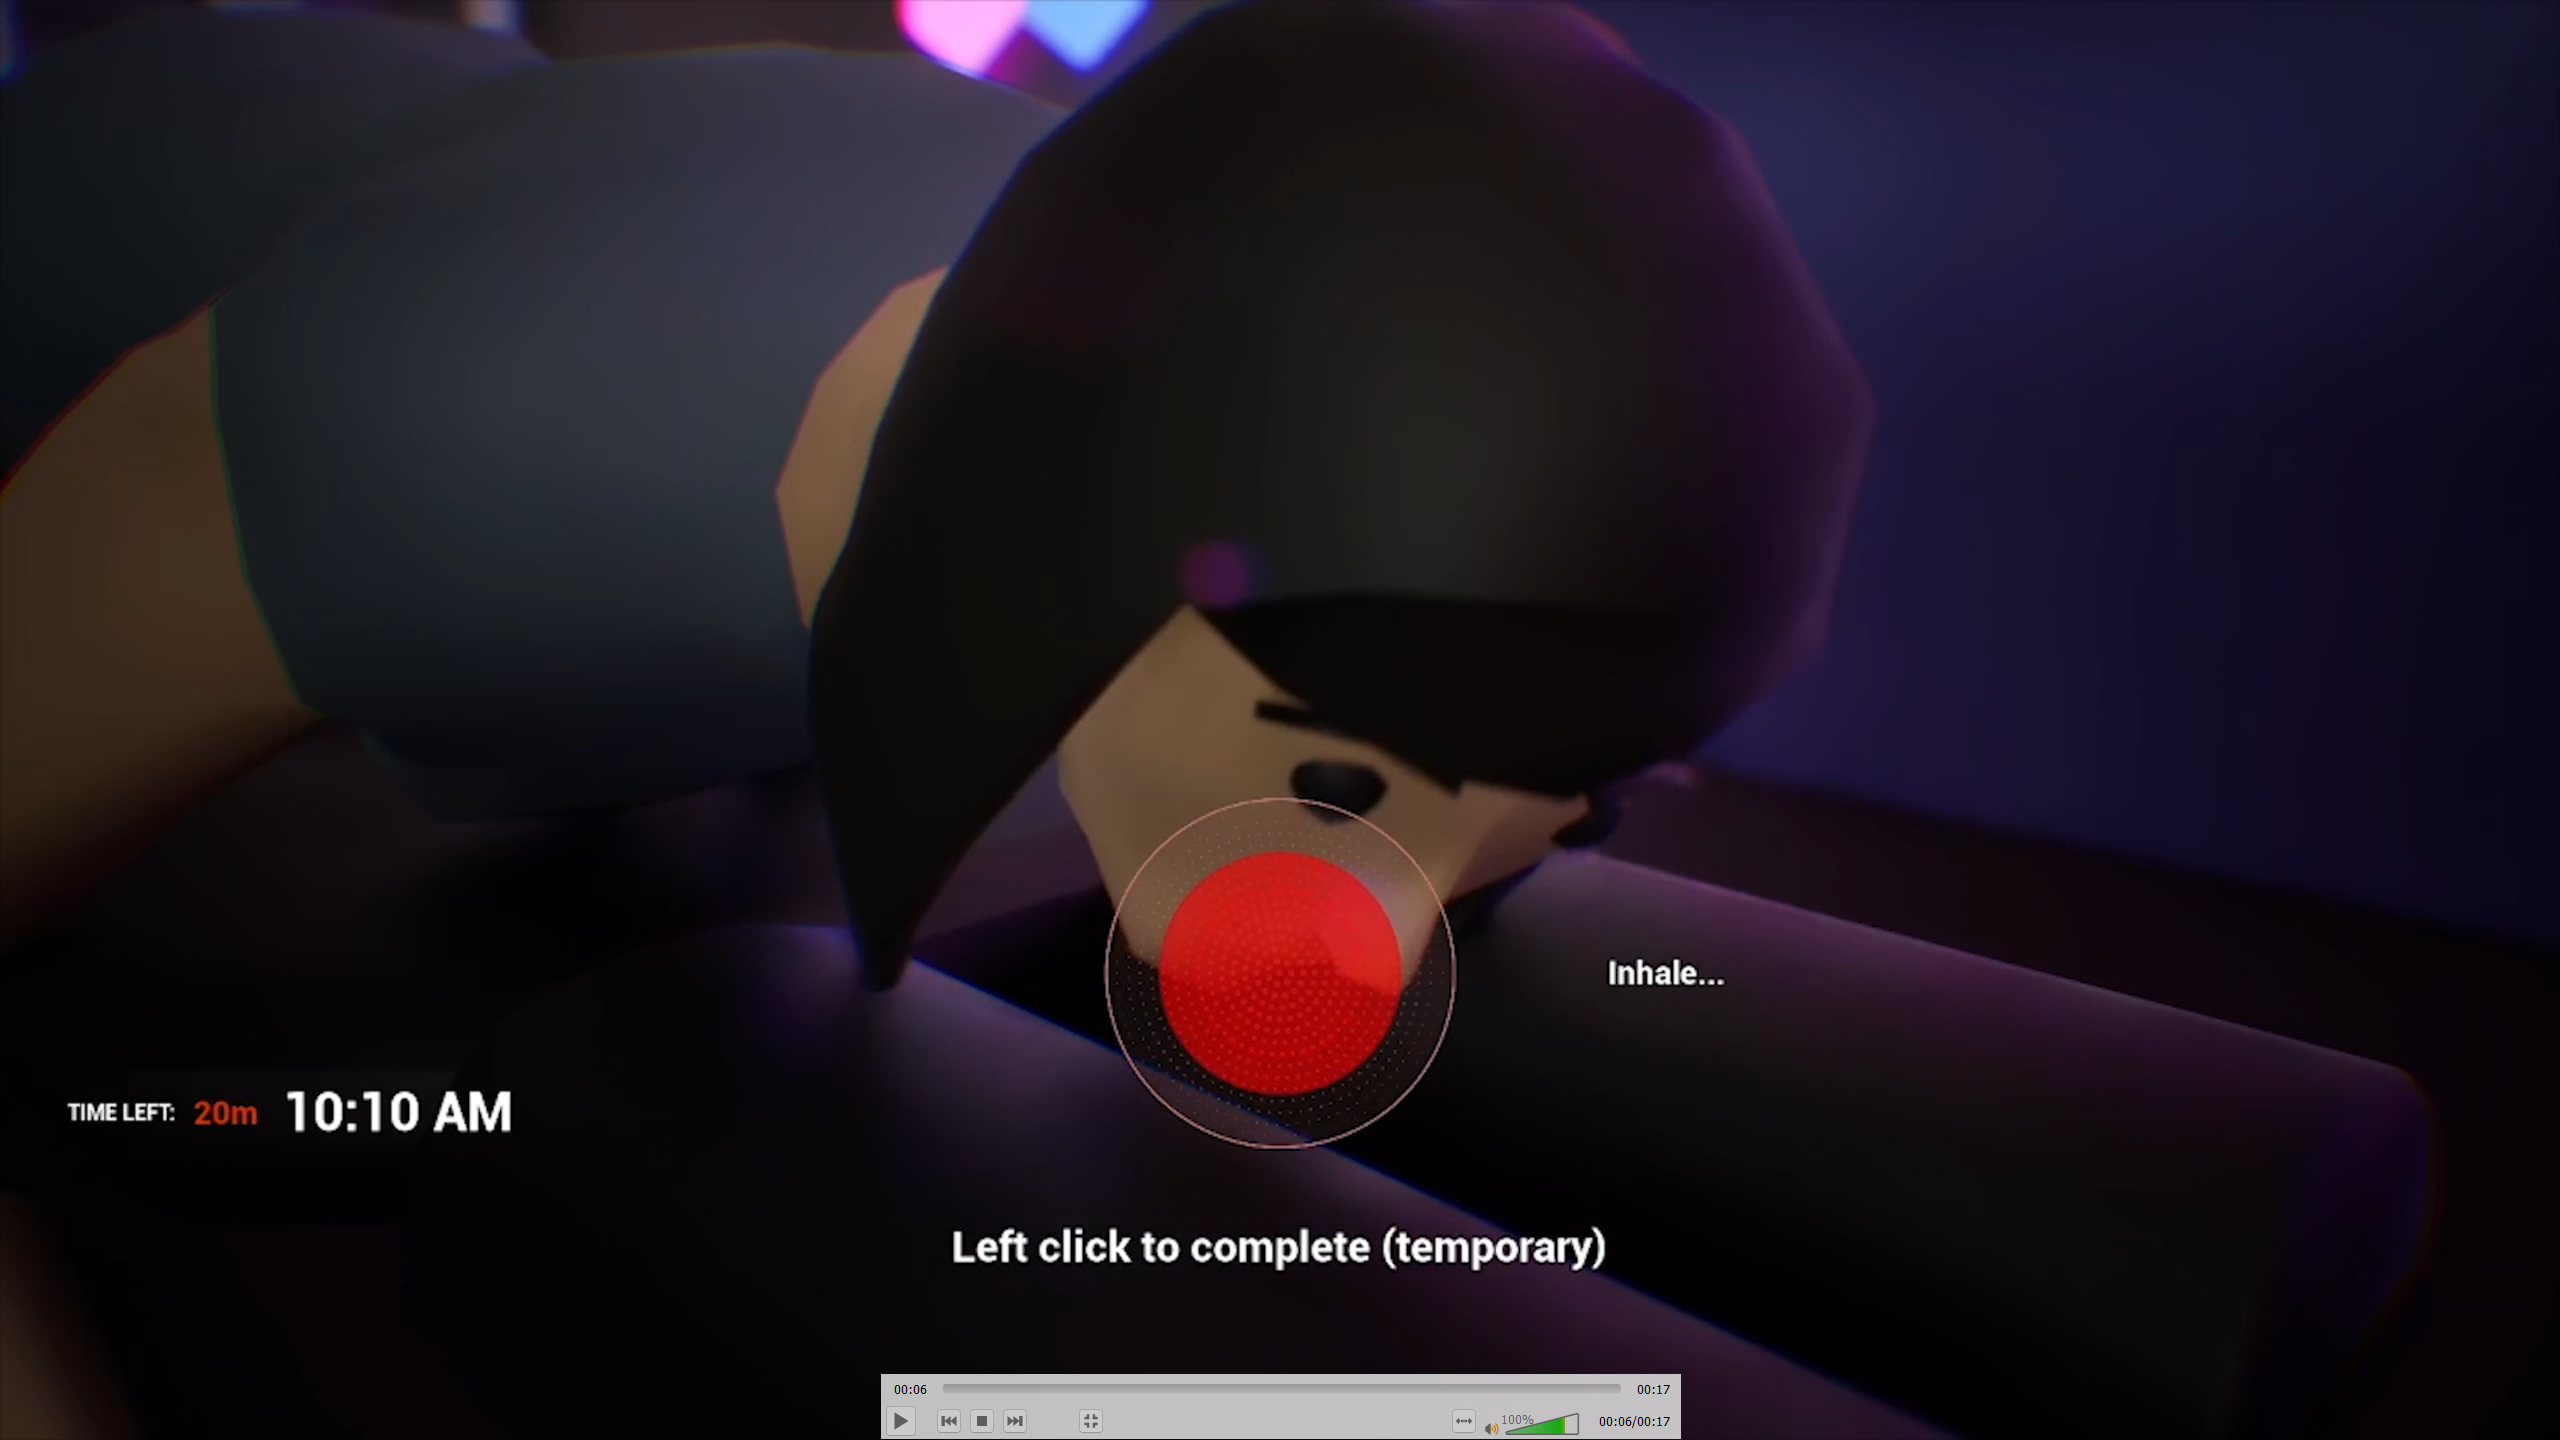 Inhale...
TIME LEFT: 20m 10:10 AM
Left click to complete (temporary)
00:06
00:17
100%
00:06/00:17